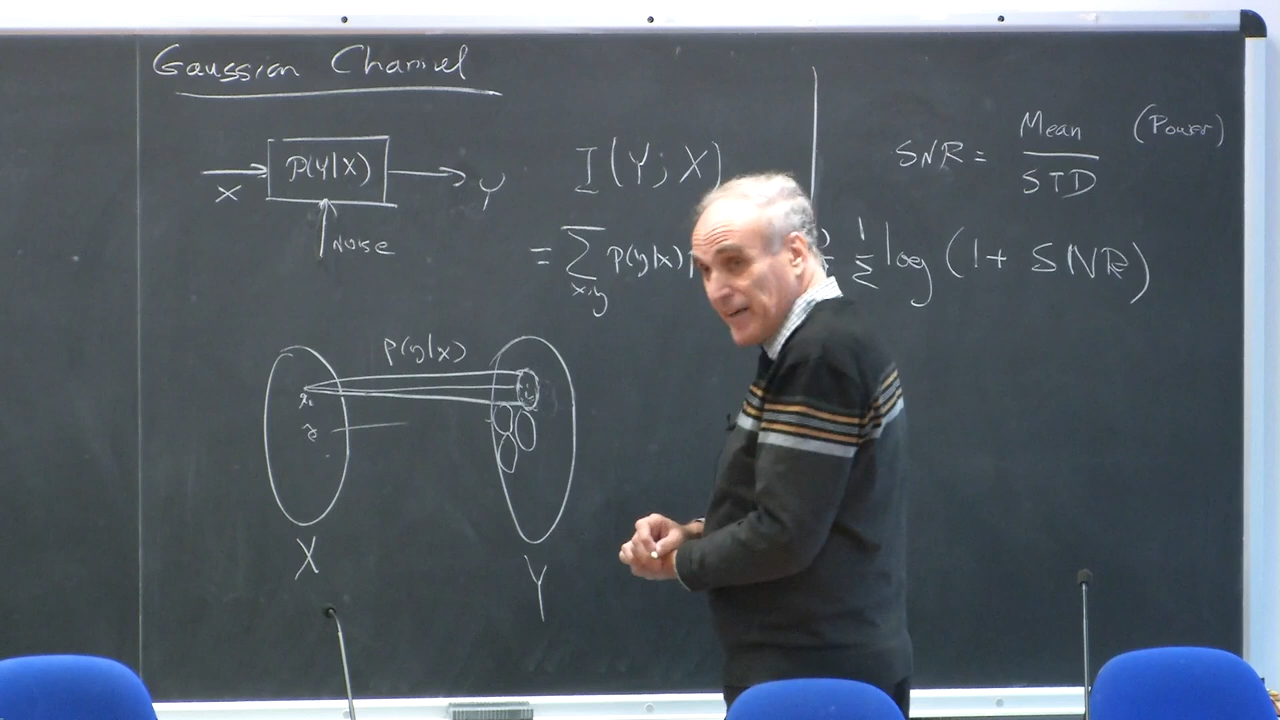 Gaussian Channel
P(Y|X)
X
Y
Noise
I(Y;X)
= ∑ p(y|x)
x,y
= 1/2 log (1+ SNR)
SNR = Mean / STD (Power)
p(y|x)
X
Y